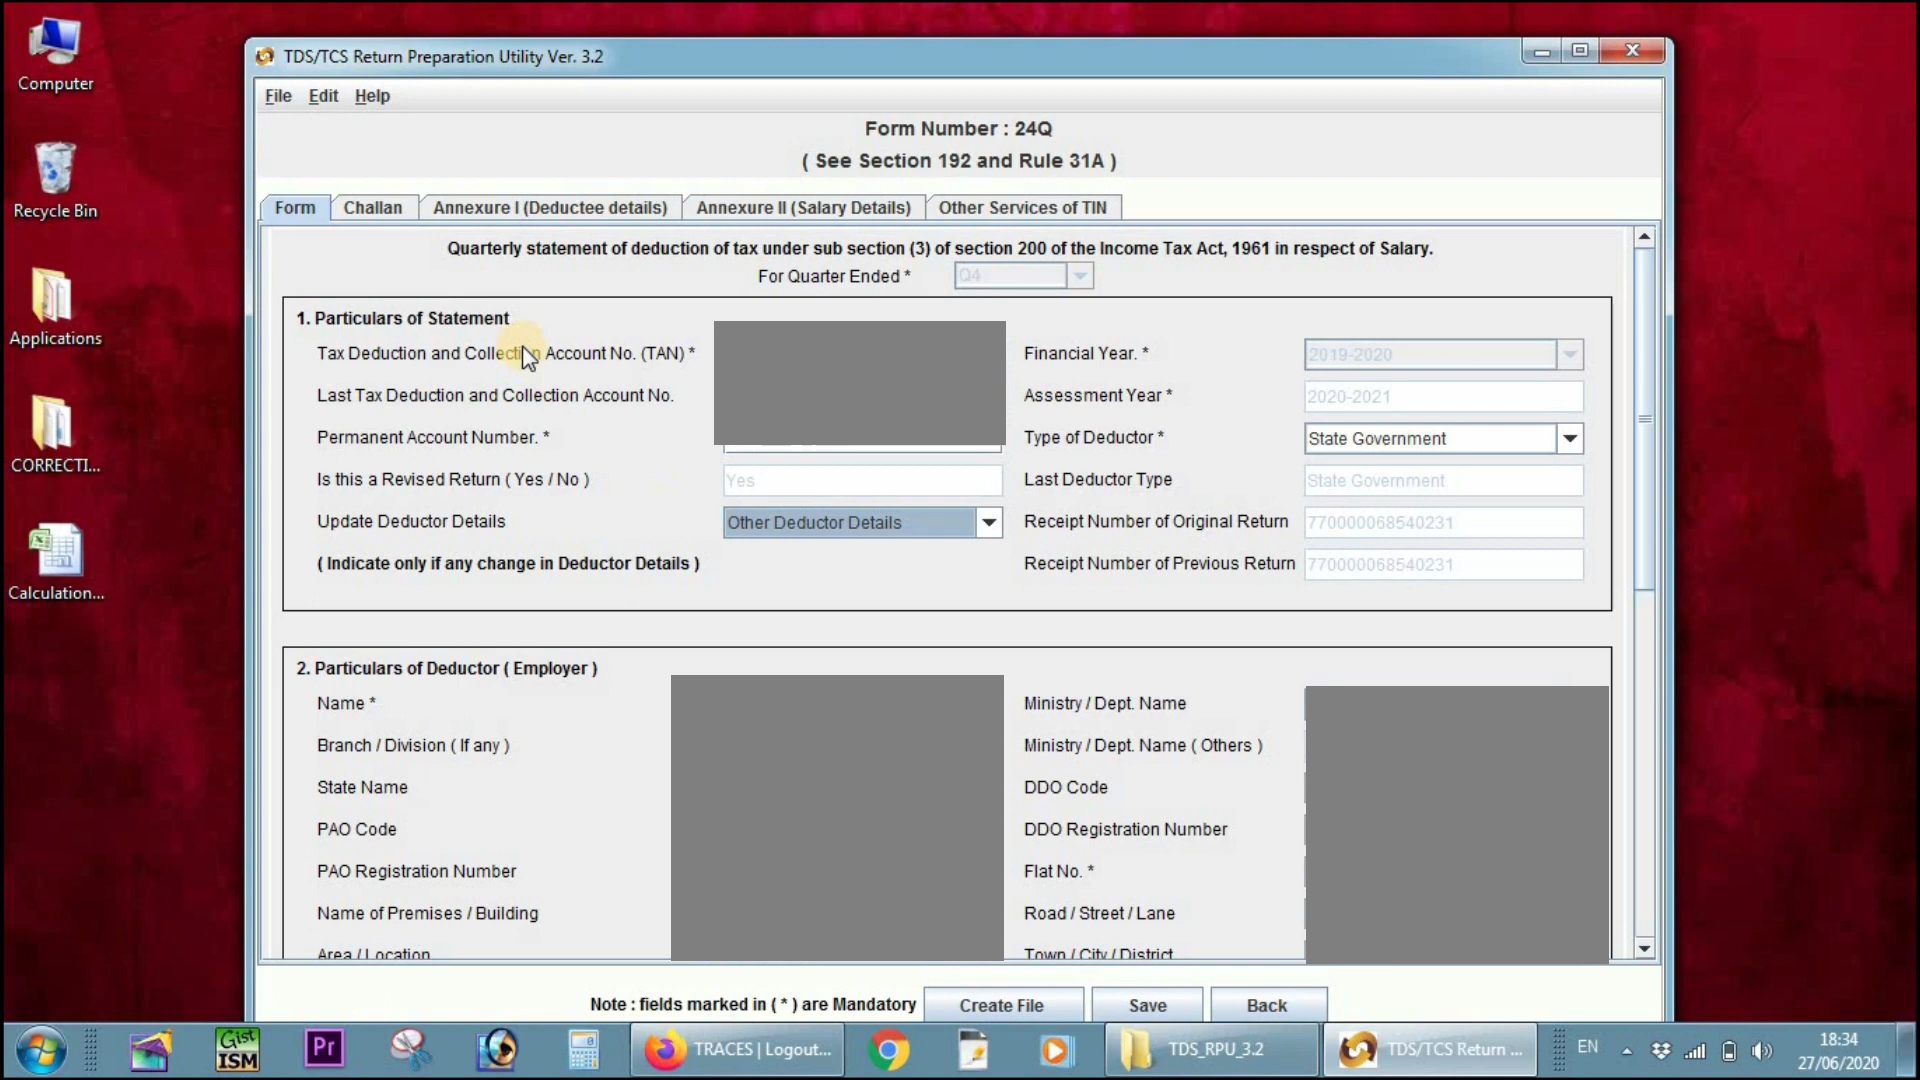 Computer
Recycle Bin
Applications
CORRECTI...
Calculation...
TDS/TCS Return Preparation Utility Ver. 3.2
File Edit Help
Form Number : 24Q
( See Section 192 and Rule 31A )
Form Challan Annexure I (Deductee details) Annexure II (Salary Details) Other Services of TIN
Quarterly statement of deduction of tax under sub section (3) of section 200 of the Income Tax Act, 1961 in respect of Salary.
For Quarter Ended * Q4
1. Particulars of Statement
Tax Deduction and Collection Account No. (TAN) * Financial Year. * 2019-2020
Last Tax Deduction and Collection Account No. Assessment Year * 2020-2021
Permanent Account Number. * Type of Deductor * State Government
Is this a Revised Return ( Yes / No ) Yes Last Deductor Type State Government
Update Deductor Details Other Deductor Details Receipt Number of Original Return 770000068540231
( Indicate only if any change in Deductor Details ) Receipt Number of Previous Return 770000068540231
2. Particulars of Deductor ( Employer )
Name * Ministry / Dept. Name
Branch / Division ( If any ) Ministry / Dept. Name ( Others )
State Name DDO Code
PAO Code DDO Registration Number
PAO Registration Number Flat No. *
Name of Premises / Building Road / Street / Lane
Area / Location Town / City / District
Note : fields marked in ( * ) are Mandatory Create File Save Back
Gist
ISM
Pr
TRACES | Logout...
TDS_RPU_3.2
TDS/TCS Return ...
EN
18:34
27/06/2020